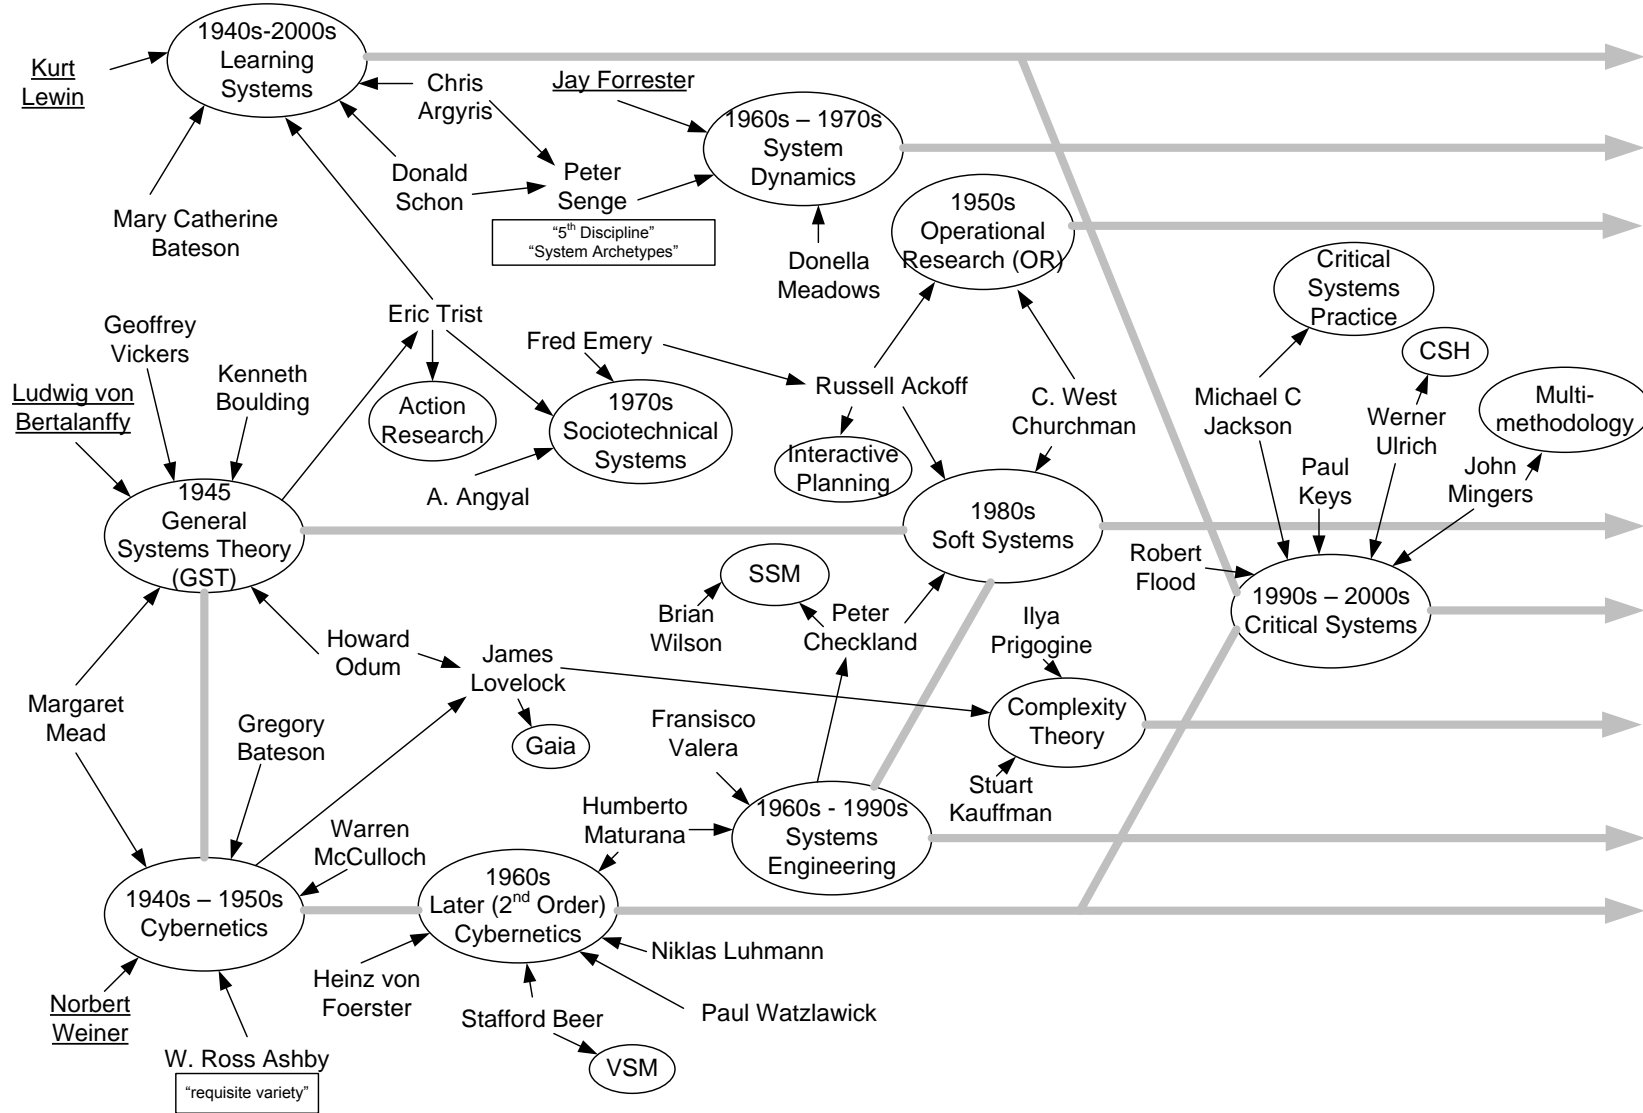 1940s-2000s
Learning
Systems
Kurt
Lewin
Chris
Argyris
Jay Forrester
1960s – 1970s
System
Dynamics
Donald
Schon
Peter
Senge
“5th Discipline”
“System Archetypes”
Mary Catherine
Bateson
1950s
Operational
Research (OR)
Donella
Meadows
Critical
Systems
Practice
Eric Trist
Geoffrey
Vickers
Fred Emery
CSH
Ludwig von
Bertalanffy
Kenneth
Boulding
Action
Research
1970s
Sociotechnical
Systems
Russell Ackoff
C. West
Churchman
Michael C
Jackson
Werner
Ulrich
Multi-
methodology
Interactive
Planning
A. Angyal
Paul
Keys
John
Mingers
1945
General
Systems Theory
(GST)
1980s
Soft Systems
Robert
Flood
SSM
Brian
Wilson
Peter
Checkland
Ilya
Prigogine
1990s – 2000s
Critical Systems
Howard
Odum
James
Lovelock
Margaret
Mead
Gregory
Bateson
Gaia
Fransisco
Valera
Complexity
Theory
Stuart
Kauffman
Humberto
Maturana
1960s - 1990s
Systems
Engineering
Warren
McCulloch
1940s – 1950s
Cybernetics
1960s
Later (2nd Order)
Cybernetics
Niklas Luhmann
Heinz von
Foerster
Norbert
Weiner
Stafford Beer
Paul Watzlawick
W. Ross Ashby
“requisite variety”
VSM